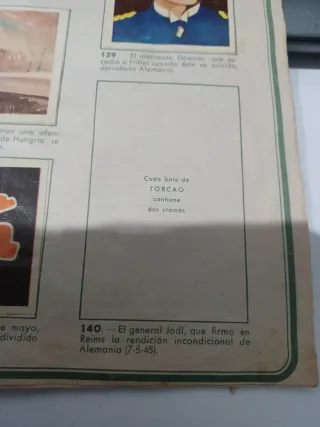 139 — El almirante Döenitz, que su-
cedió a Hitler cuando éste se suicidó,
derrotada Alemania.
ron una ofen-
de Hungría se
Cada bote de
TORCAO
contiene
dos cromos
e mayo,
dividido
140. — El general Jodl, que firmó en
Reims la rendición incondicional de
Alemania (7-5-45).